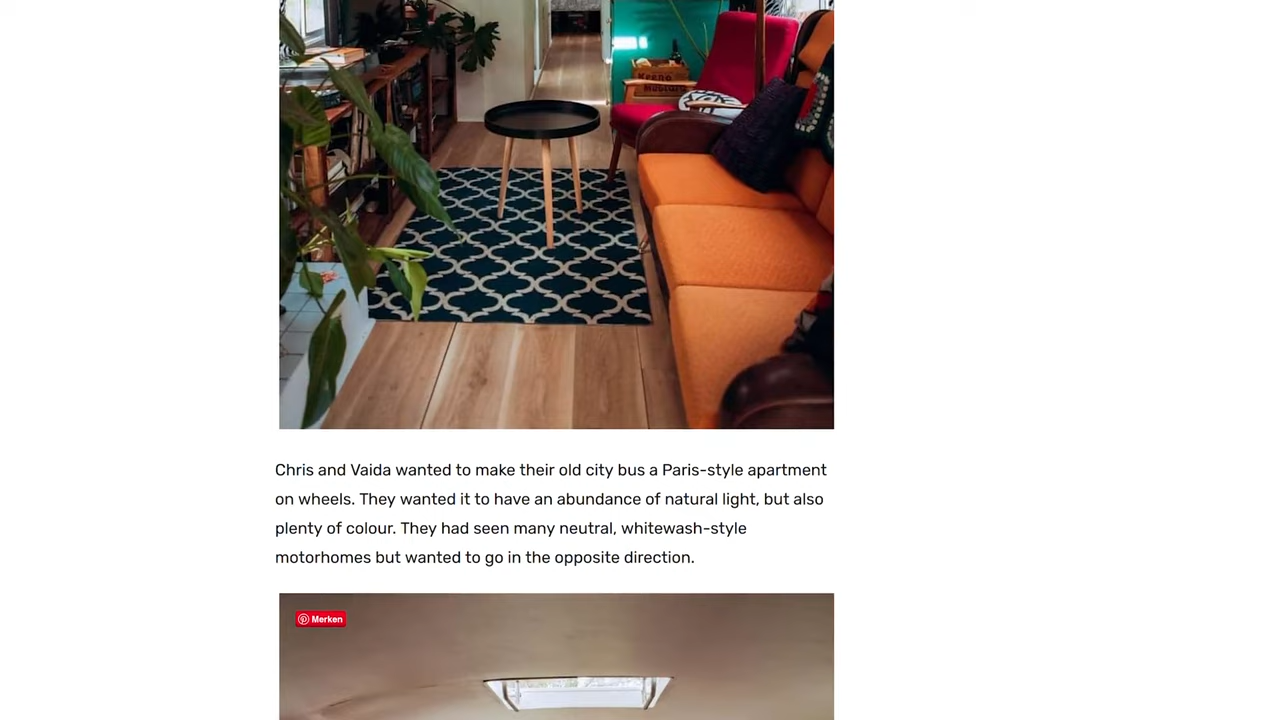 KEENO
Mustard
Chris and Vaida wanted to make their old city bus a Paris-style apartment
on wheels. They wanted it to have an abundance of natural light, but also
plenty of colour. They had seen many neutral, whitewash-style
motorhomes but wanted to go in the opposite direction.
Merken